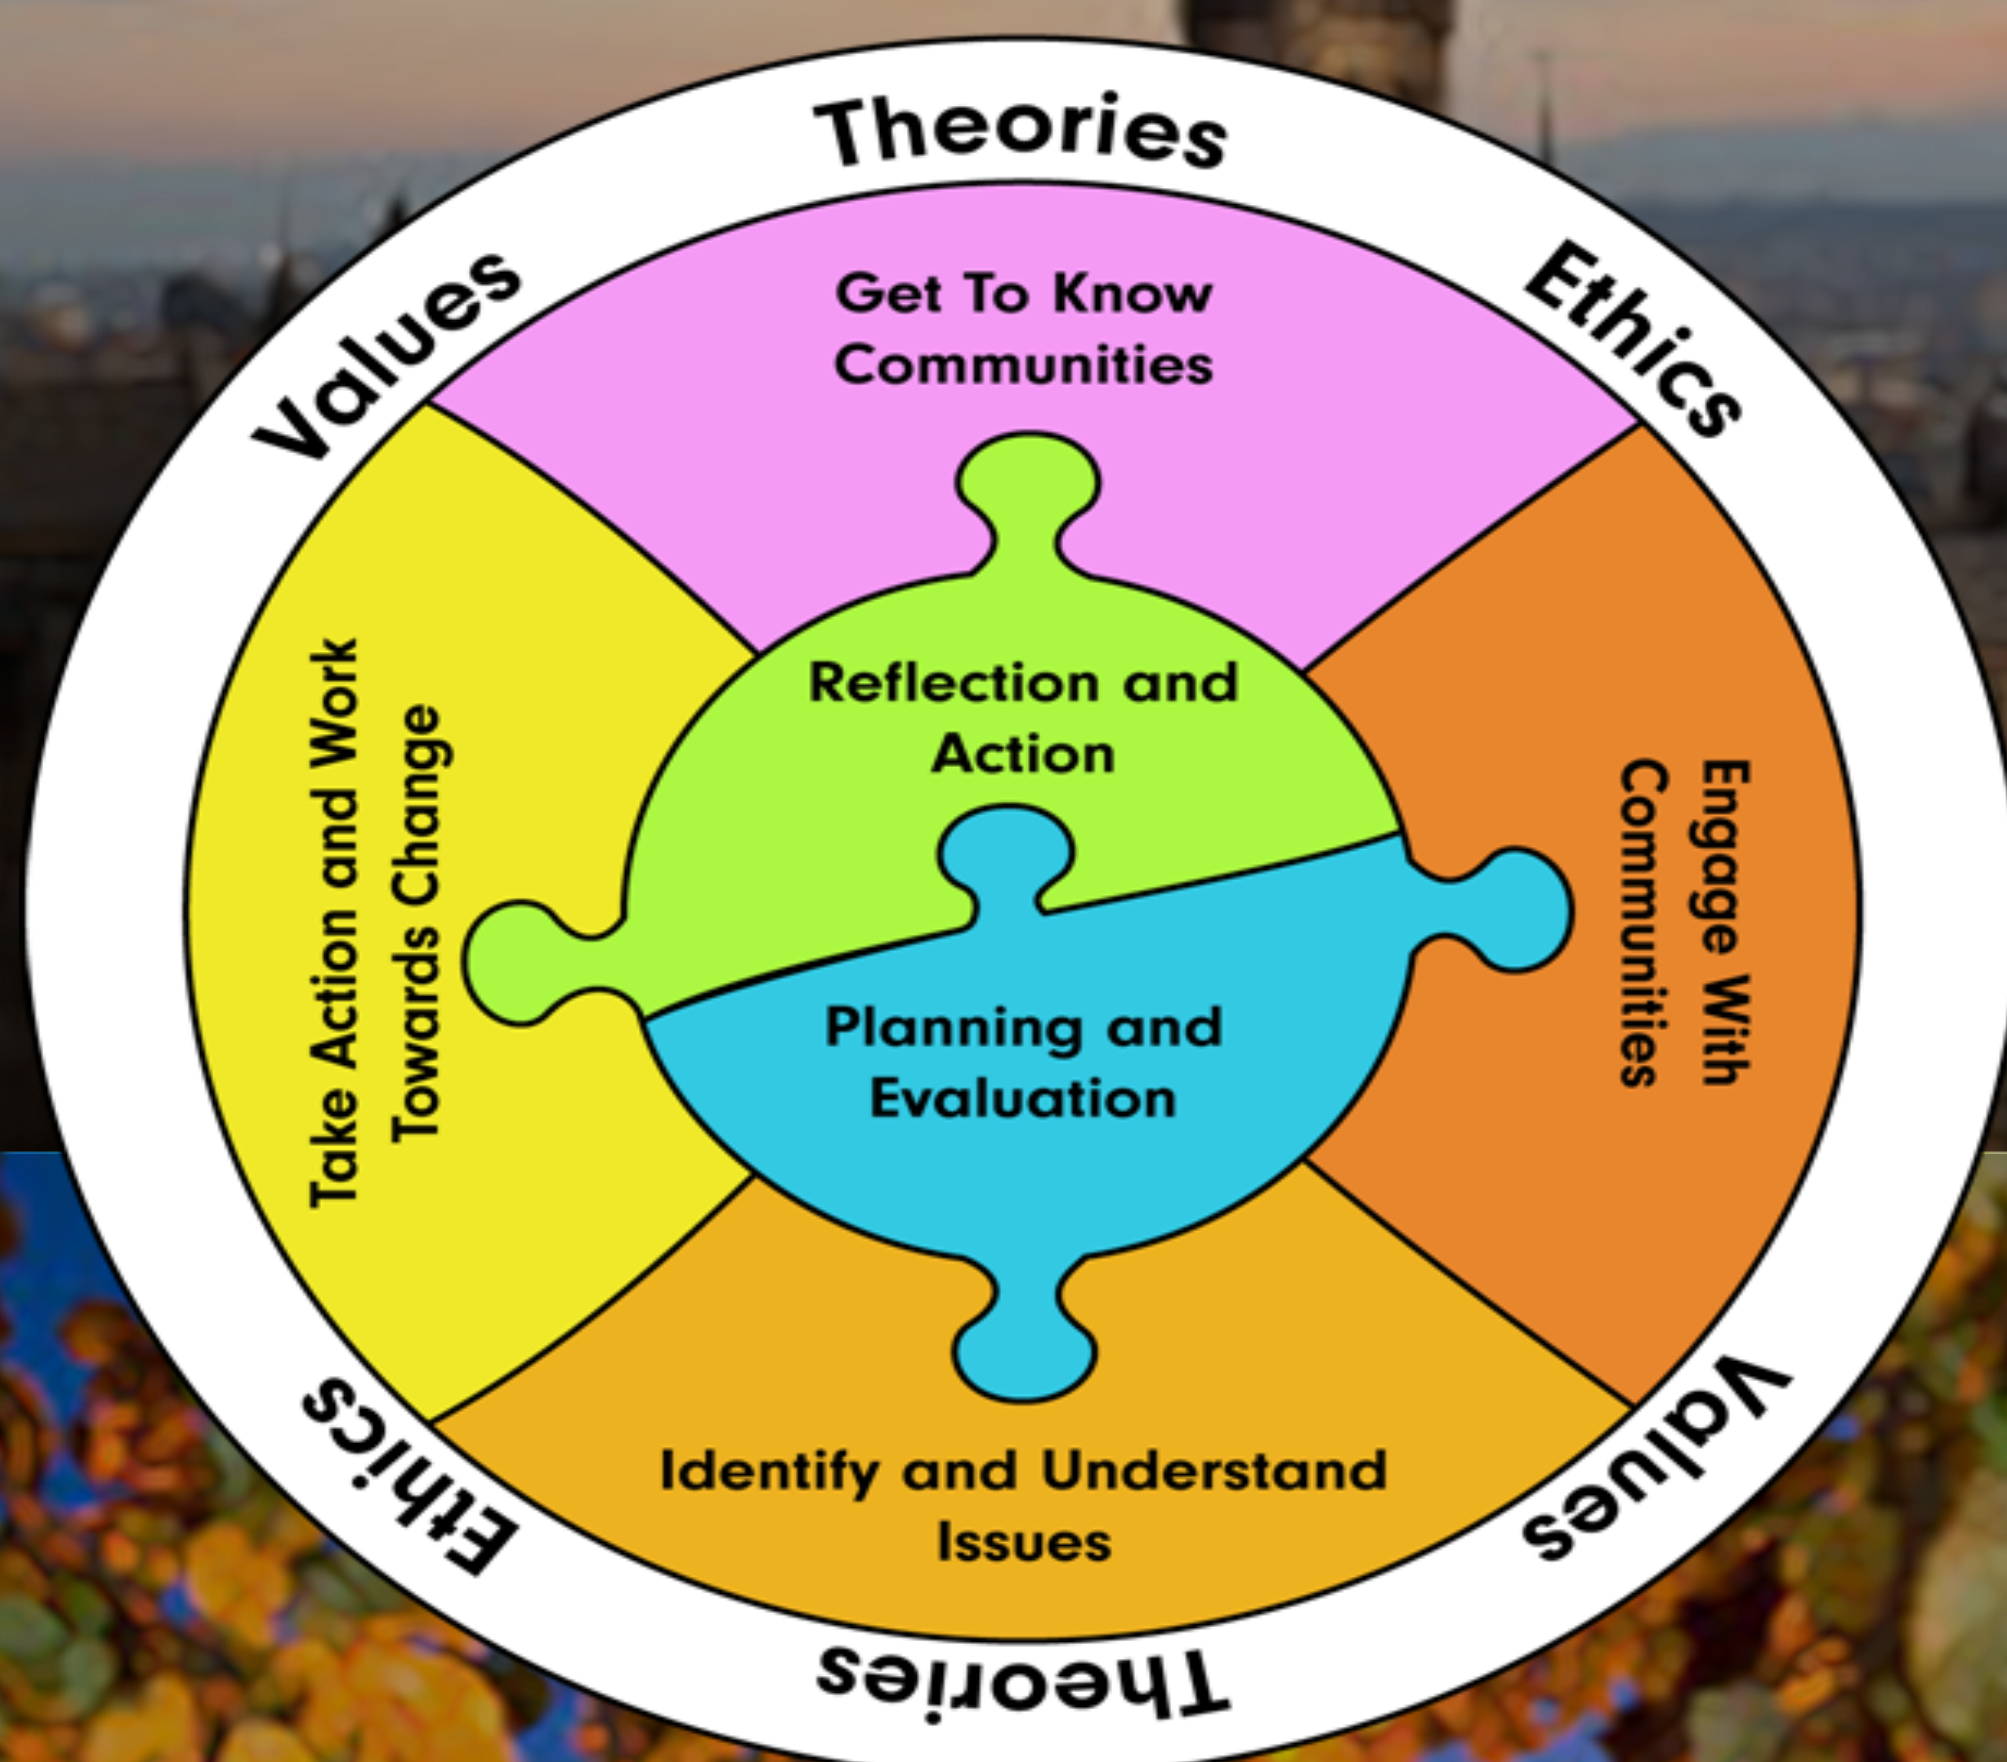 Theories
Values
Ethics
Get To Know
Communities
Reflection and
Action
Take Action and Work
Towards Change
Engage With
Communities
Planning and
Evaluation
Identify and Understand
Issues
Ethics
Values
Theories